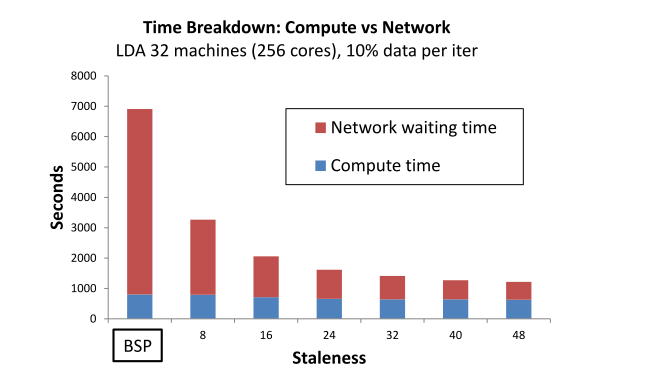 Time Breakdown: Compute vs Network
LDA 32 machines (256 cores), 10% data per iter
8000
7000
6000
5000
4000
3000
2000
1000
0
Seconds
Network waiting time
Compute time
BSP 8 16 24 32 40 48
Staleness